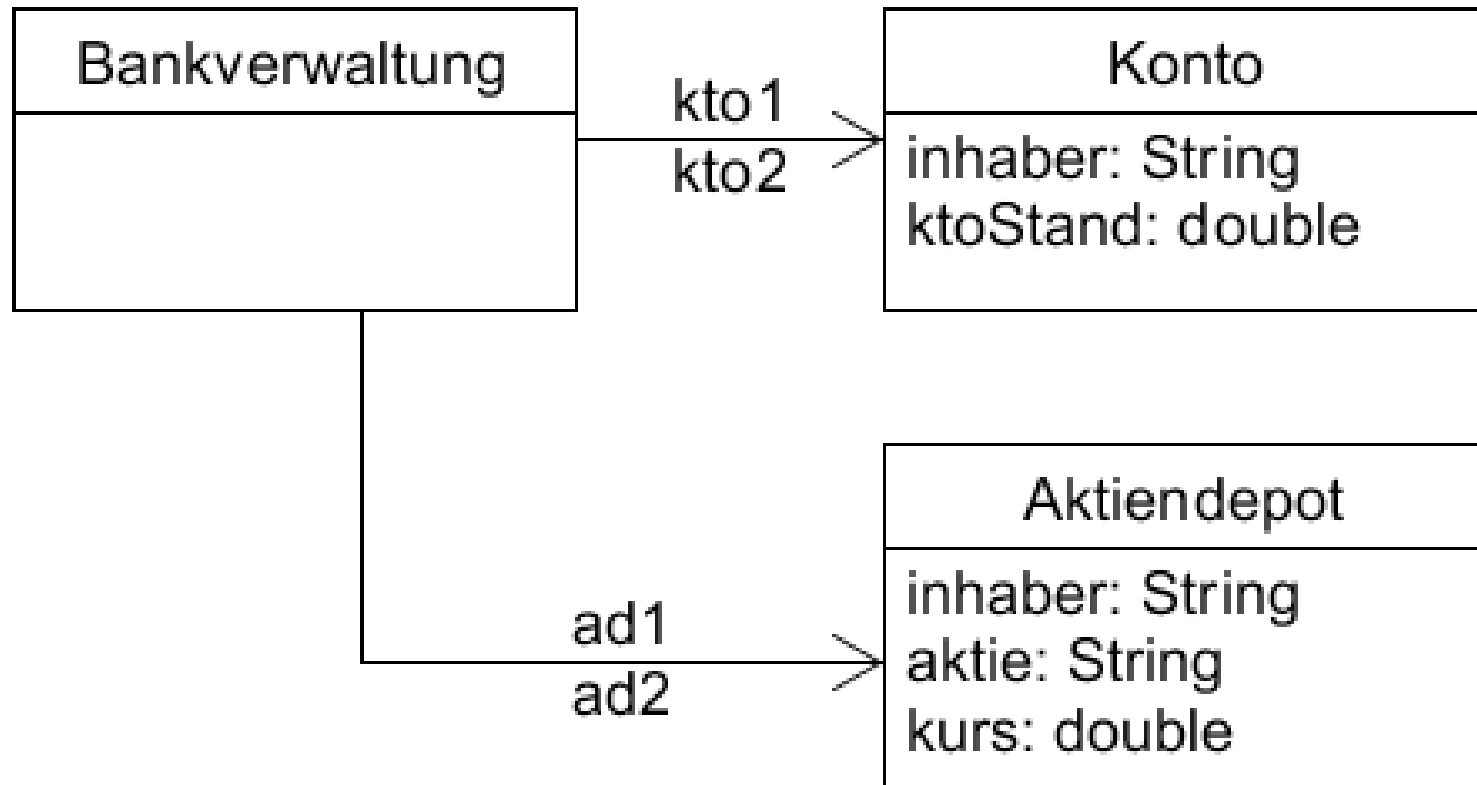 Bankverwaltung
kto1
kto2
Konto
inhaber: String
ktoStand: double
ad1
ad2
Aktiendepot
inhaber: String
aktie: String
kurs: double